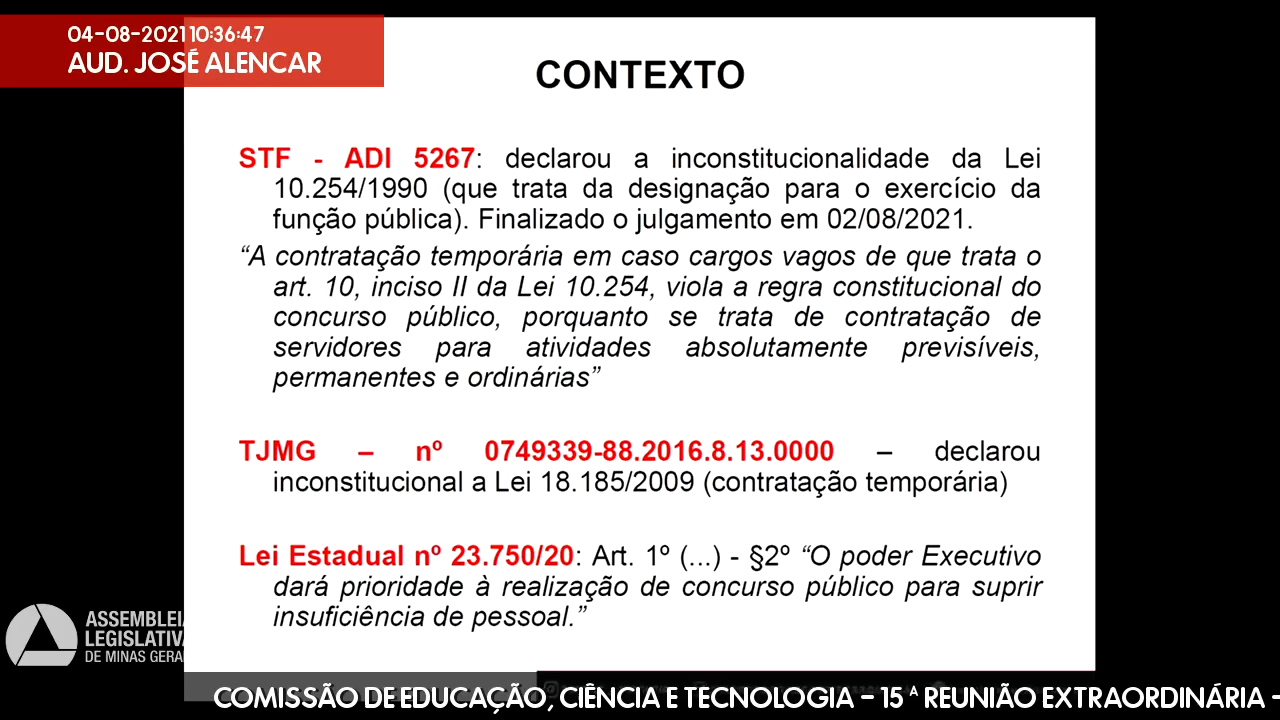 04-08-2021 10:36:47
AUD. JOSÉ ALENCAR
CONTEXTO
STF - ADI 5267: declarou a inconstitucionalidade da Lei
10.254/1990 (que trata da designação para o exercício da
função pública). Finalizado o julgamento em 02/08/2021.
“A contratação temporária em caso cargos vagos de que trata o
art. 10, inciso II da Lei 10.254, viola a regra constitucional do
concurso público, porquanto se trata de contratação de
servidores para atividades absolutamente previsíveis,
permanentes e ordinárias”
TJMG – nº 0749339-88.2016.8.13.0000 – declarou
inconstitucional a Lei 18.185/2009 (contratação temporária)
Lei Estadual nº 23.750/20: Art. 1º (...) - §2º “O poder Executivo
dará prioridade à realização de concurso público para suprir
insuficiência de pessoal.”
ASSEMBLEIA
LEGISLATIVA
DE MINAS GERAI
COMISSÃO DE EDUCAÇÃO, CIÊNCIA E TECNOLOGIA – 15 ª REUNIÃO EXTRAORDINÁRIA –